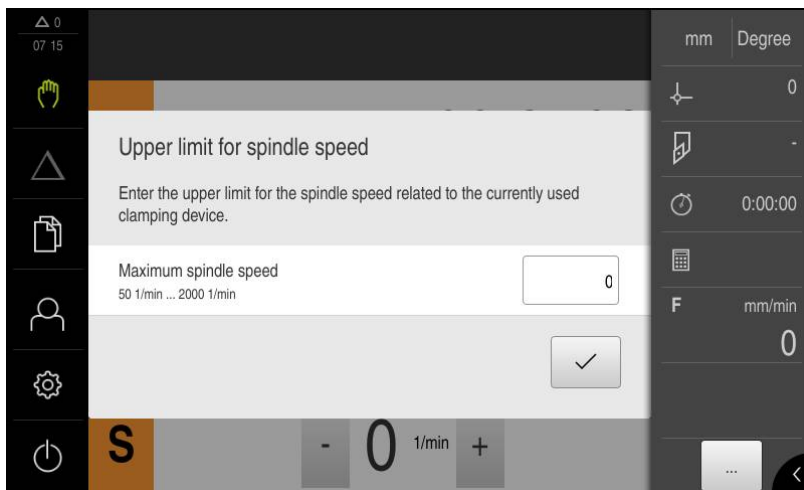 0
07 15
mm Degree
0
Upper limit for spindle speed
Enter the upper limit for the spindle speed related to the currently used
clamping device.
-
0:00:00
Maximum spindle speed
50 1/min ... 2000 1/min
0
F mm/min
0
S - 0 1/min +
...